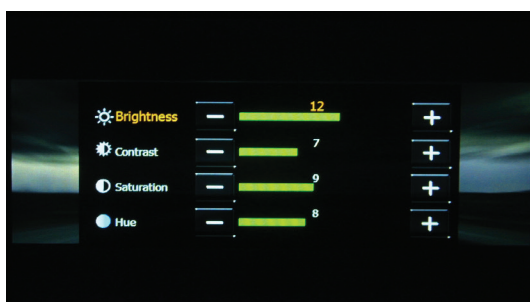 12
Brightness - +
7
Contrast - +
9
Saturation - +
8
Hue - +